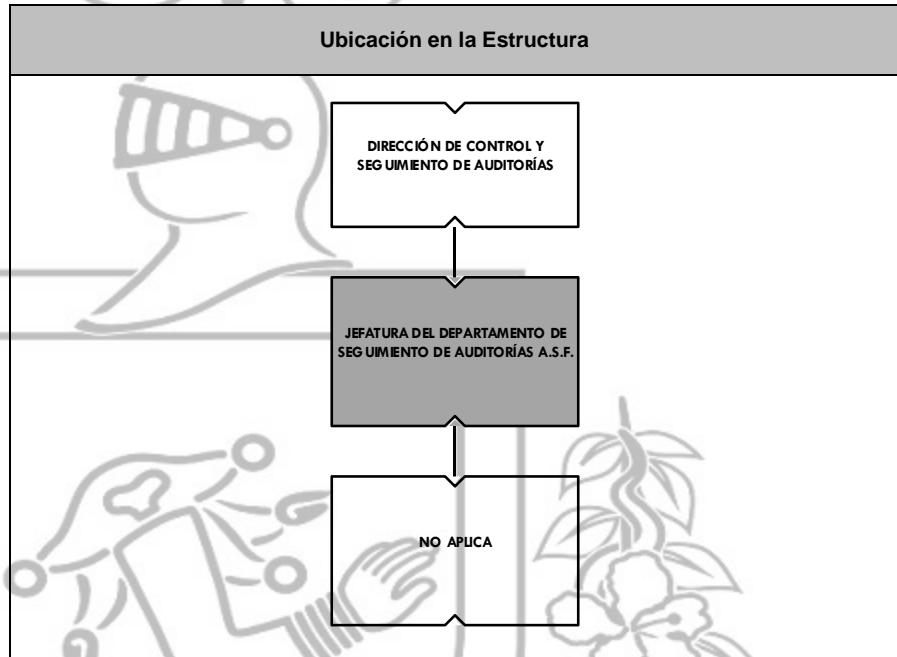 Ubicación en la Estructura
DIRECCIÓN DE CONTROL Y
SEGUIMIENTO DE AUDITORÍAS
JEFATURA DEL DEPARTAMENTO DE
SEGUIMIENTO DE AUDITORÍAS A.S.F.
NO APLICA